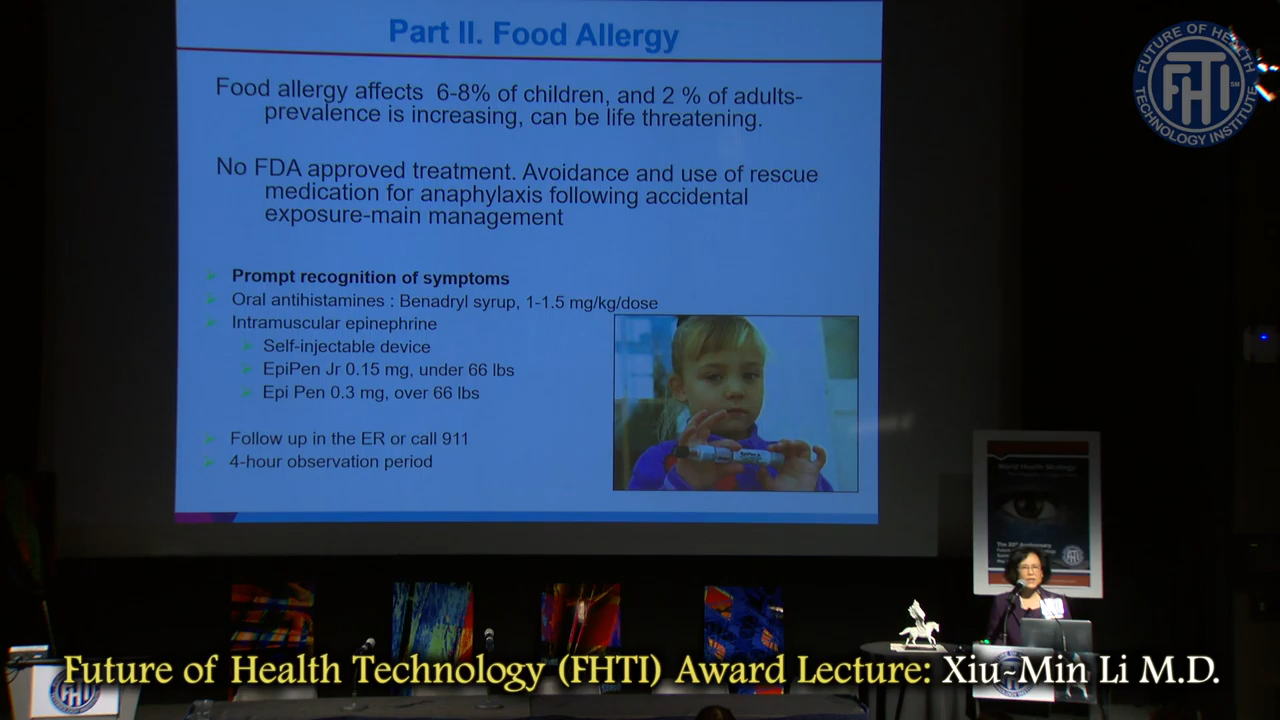 Part II. Food Allergy
Food allergy affects 6-8% of children, and 2 % of adults-
prevalence is increasing, can be life threatening.
No FDA approved treatment. Avoidance and use of rescue
medication for anaphylaxis following accidental
exposure-main management
Prompt recognition of symptoms
Oral antihistamines : Benadryl syrup, 1-1.5 mg/kg/dose
Intramuscular epinephrine
Self-injectable device
EpiPen Jr 0.15 mg, under 66 lbs
Epi Pen 0.3 mg, over 66 lbs
Follow up in the ER or call 911
4-hour observation period
FUTURE OF HEALTH
FHTI
SM
TECHNOLOGY INSTITUTE
World Health Strategy
FHTI
Future of Health Technology (FHTI) Award Lecture: Xiu~Min Li M.D.